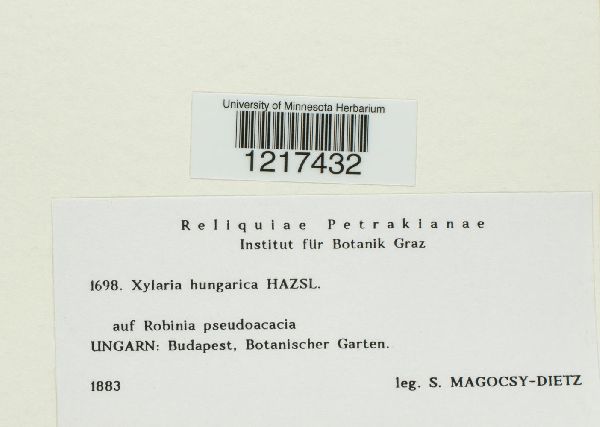 University of Minnesota Herbarium
1217432
Reliquiae Petrakianae
Institut für Botanik Graz
1698. Xylaria hungarica HAZSL.
auf Robinia pseudoacacia
UNGARN: Budapest, Botanischer Garten.
1883 leg. S. MAGOCSY-DIETZ